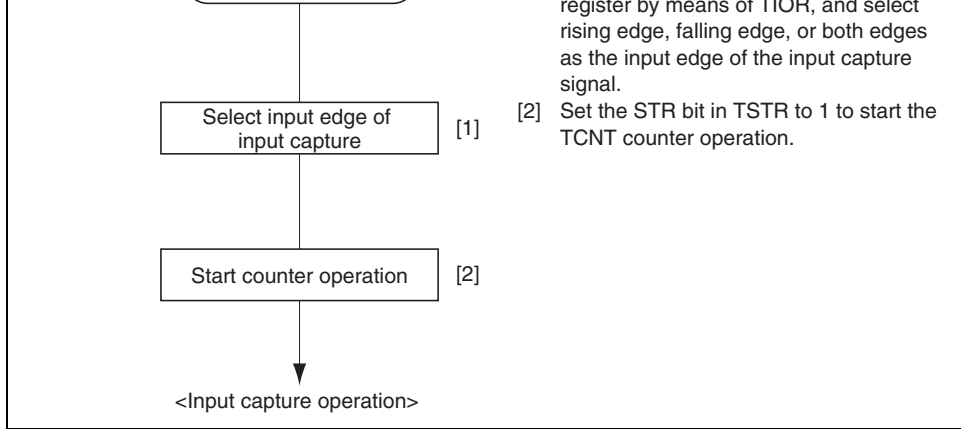 register by means of TIOR, and select
rising edge, falling edge, or both edges
as the input edge of the input capture
signal.
[2] Set the STR bit in TSTR to 1 to start the
TCNT counter operation.
Select input edge of
input capture
[1]
Start counter operation
[2]
<Input capture operation>